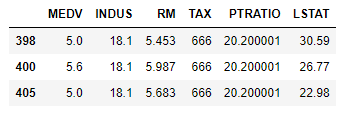 MEDV INDUS RM TAX PTRATIO LSTAT
398 5.0 18.1 5.453 666 20.200001 30.59
400 5.6 18.1 5.987 666 20.200001 26.77
405 5.0 18.1 5.683 666 20.200001 22.98